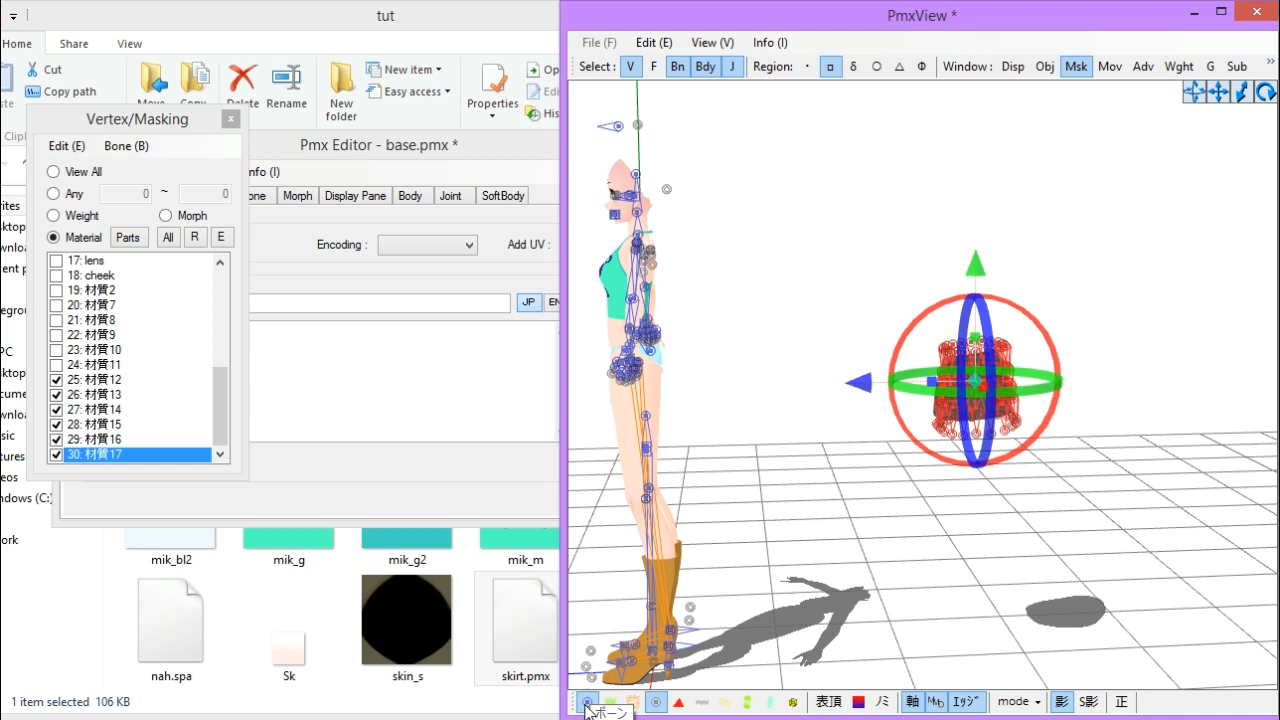 tut
Home Share View
Cut
Copy path
New item
Easy access
Move Copy Delete Rename New folder Properties
Vertex/Masking x
Edit (E) Bone (B)
View All
Any 0 ~ 0
Weight Morph
Material Parts All R E
17: lens
18: cheek
19: 材質2
20: 材質7
21: 材質8
22: 材質9
23: 材質10
24: 材質11
25: 材質12
26: 材質13
27: 材質14
28: 材質15
29: 材質16
30: 材質17
Pmx Editor - base.pmx *
Morph Display Pane Body Joint SoftBody
Encoding : Add UV :
JP
mik_bl2 mik_g mik_g2 mik_m
nah.spa Sk skin_s skirt.pmx
1 item selected 106 KB
PmxView *
File (F) Edit (E) View (V) Info (I)
Select : V F Bn Bdy J Region: Window : Disp Obj Msk Mov Adv Wght G Sub
表頂 ノミ 軸 エッジ mode 影 S影 正
ボーン